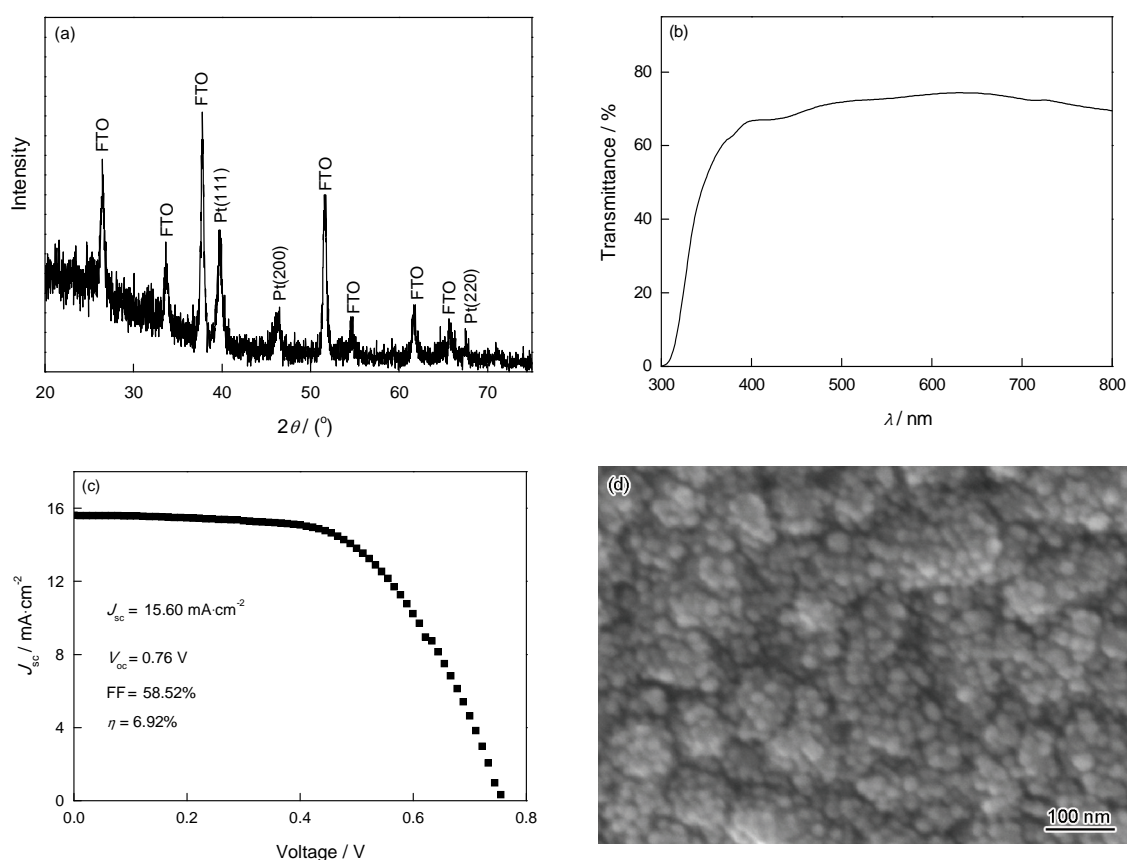 (a)
FTO
FTO
FTO
Pt(111)
Pt(200)
FTO
FTO
FTO
FTO
Pt(220)
Intensity
20 30 40 50 60 70
2θ / (°)
(b)
80
60
40
20
0
Transmittance / %
300 400 500 600 700 800
λ / nm
(c)
16
12
8
4
0
Jsc / mA·cm-2
Jsc = 15.60 mA·cm-2
Voc = 0.76 V
FF = 58.52%
η = 6.92%
0.0 0.2 0.4 0.6 0.8
Voltage / V
(d)
100 nm